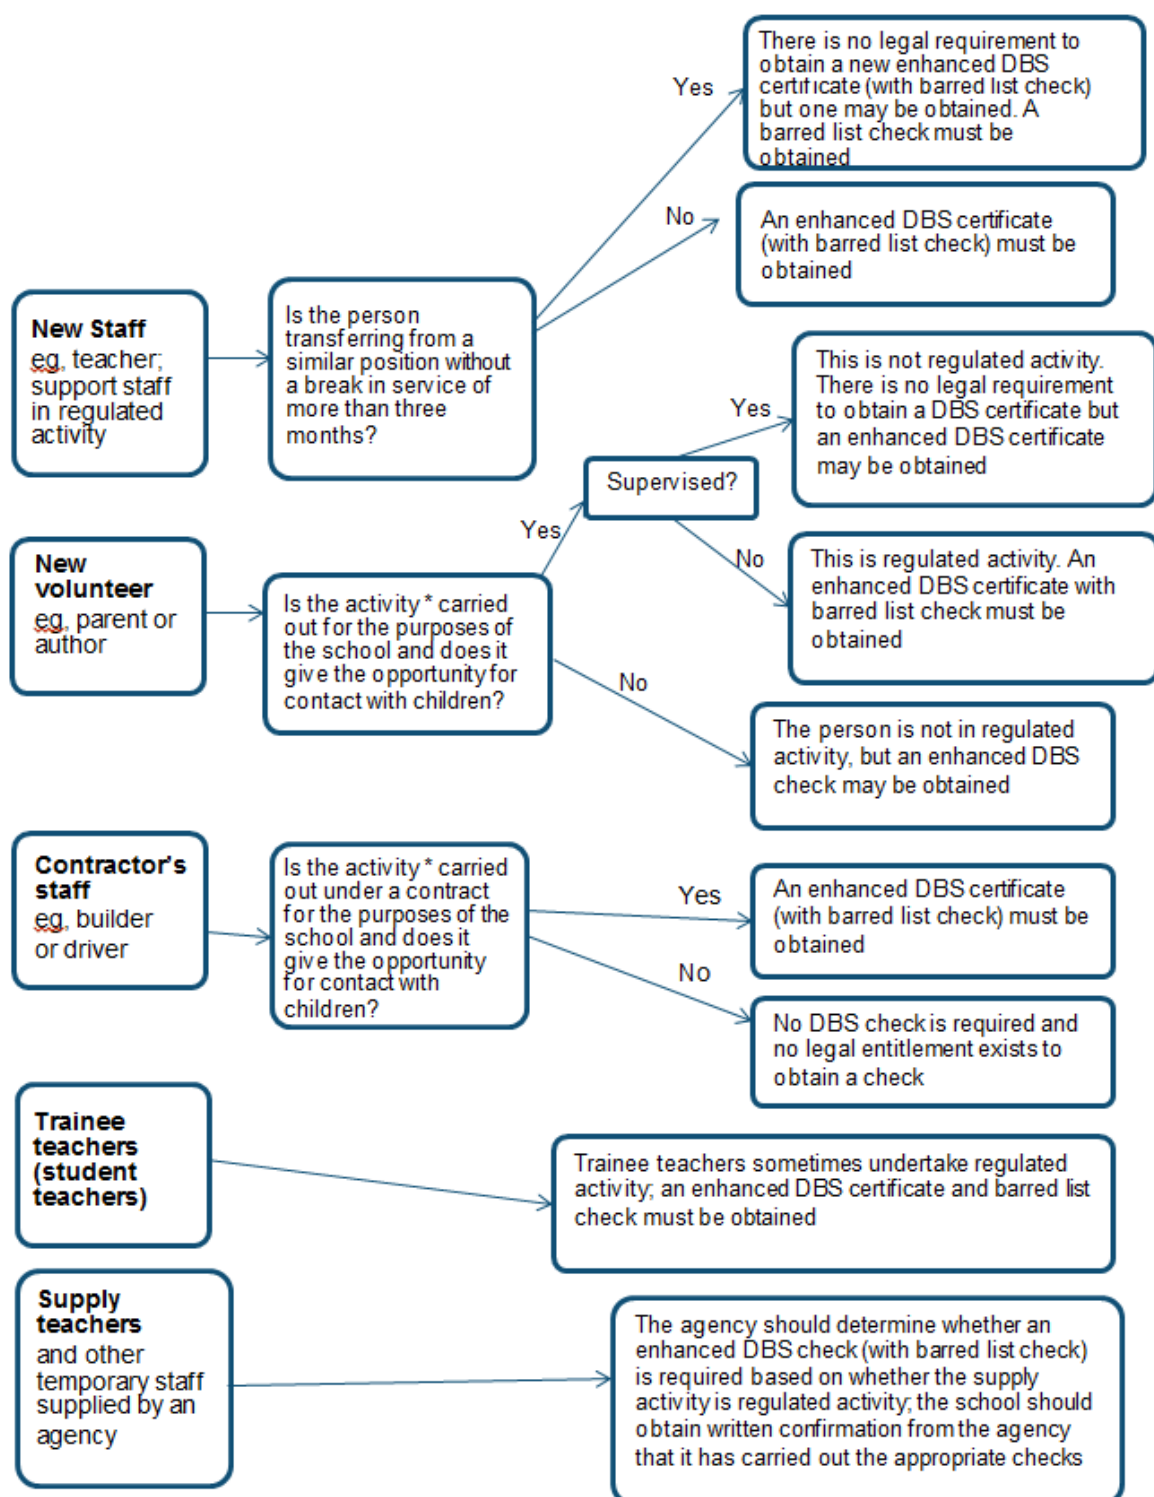 New Staff
eg, teacher;
support staff
in regulated
activity
Is the person
transferring from a
similar position without
a break in service of
more than three
months?
Yes
There is no legal requirement to
obtain a new enhanced DBS
certificate (with barred list check)
but one may be obtained. A
barred list check must be
obtained
No
An enhanced DBS certificate
(with barred list check) must be
obtained
New
volunteer
eg, parent or
author
Is the activity * carried
out for the purposes of
the school and does it
give the opportunity for
contact with children?
Yes
Supervised?
Yes
This is not regulated activity.
There is no legal requirement
to obtain a DBS certificate but
an enhanced DBS certificate
may be obtained
No
This is regulated activity. An
enhanced DBS certificate with
barred list check must be
obtained
No
The person is not in regulated
activity, but an enhanced DBS
check may be obtained
Contractor's
staff
eg, builder
or driver
Is the activity * carried
out under a contract
for the purposes of the
school and does it
give the opportunity
for contact with
children?
Yes
An enhanced DBS certificate
(with barred list check) must be
obtained
No
No DBS check is required and
no legal entitlement exists to
obtain a check
Trainee
teachers
(student
teachers)
Trainee teachers sometimes undertake regulated
activity; an enhanced DBS certificate and barred list
check must be obtained
Supply
teachers
and other
temporary staff
supplied by an
agency
The agency should determine whether an
enhanced DBS check (with barred list check)
is required based on whether the supply
activity is regulated activity; the school should
obtain written confirmation from the agency
that it has carried out the appropriate checks